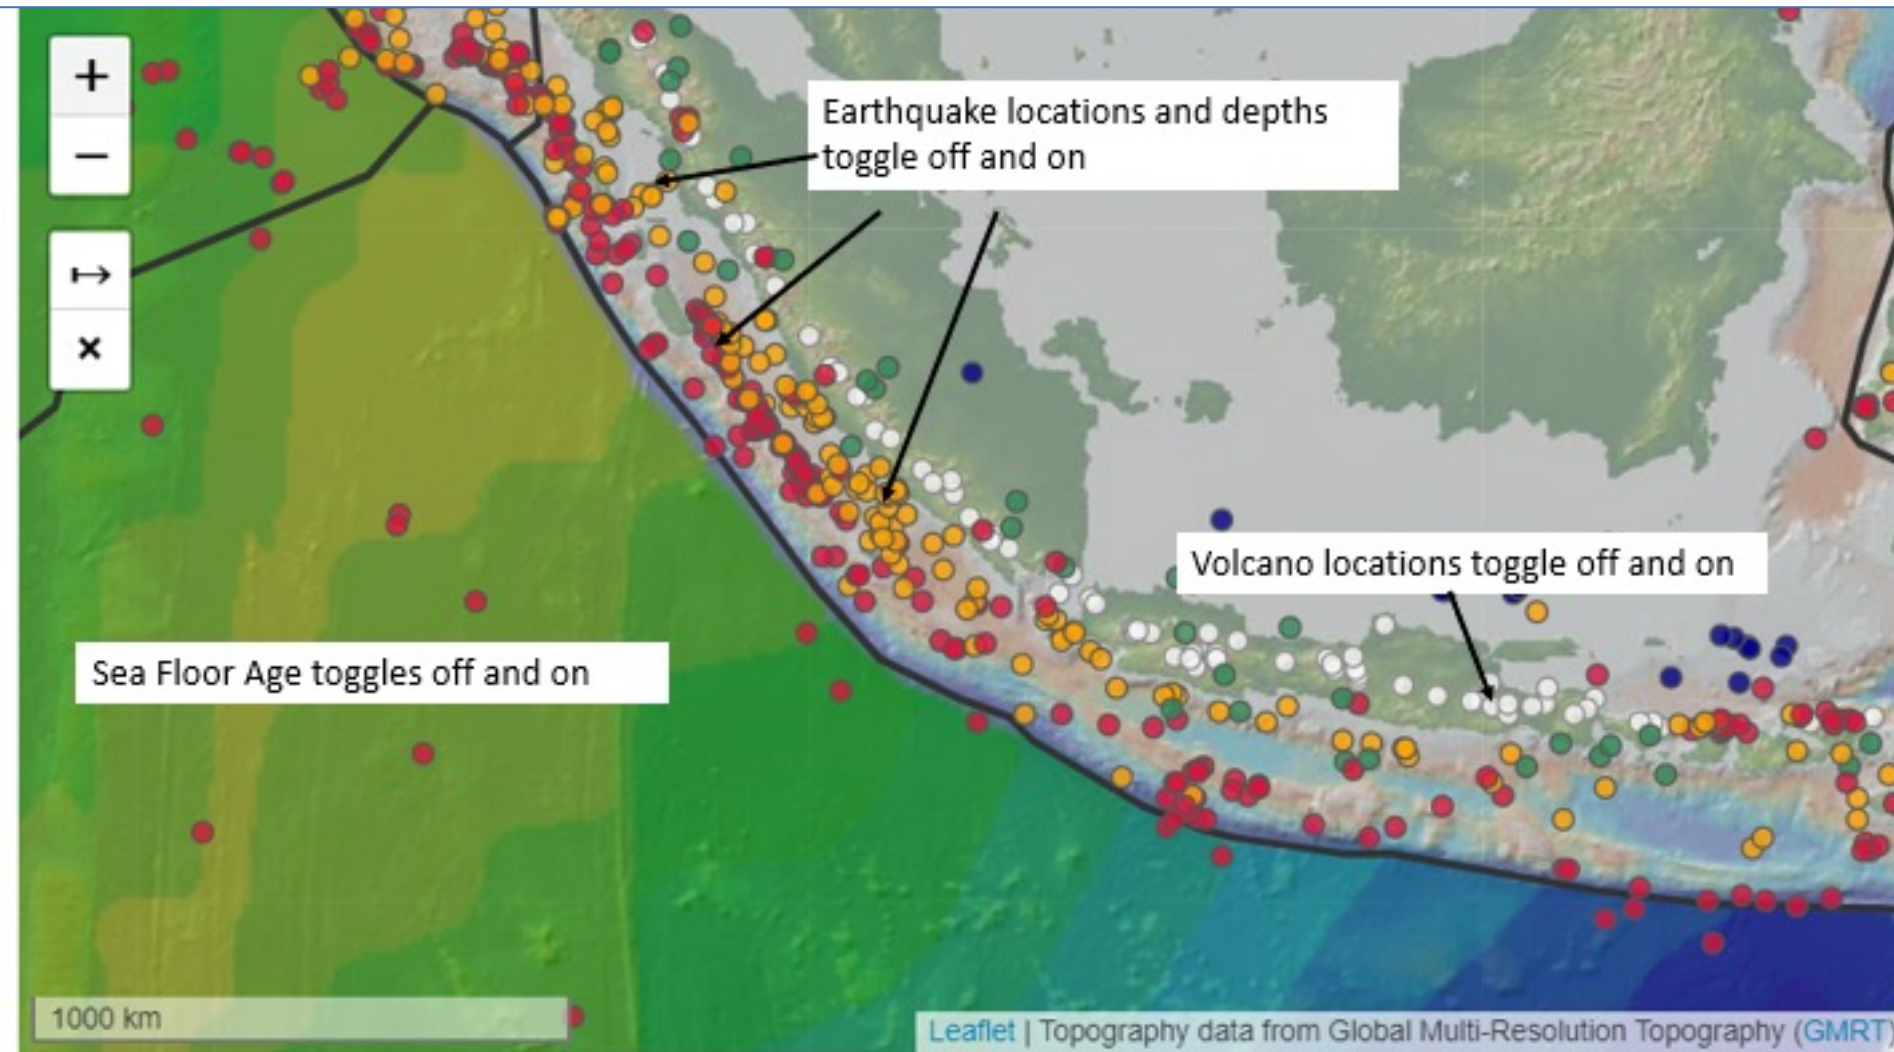 +
−
Earthquake locations and depths
toggle off and on
↦
×
Volcano locations toggle off and on
Sea Floor Age toggles off and on
1000 km
Leaflet | Topography data from Global Multi-Resolution Topography (GMRT)